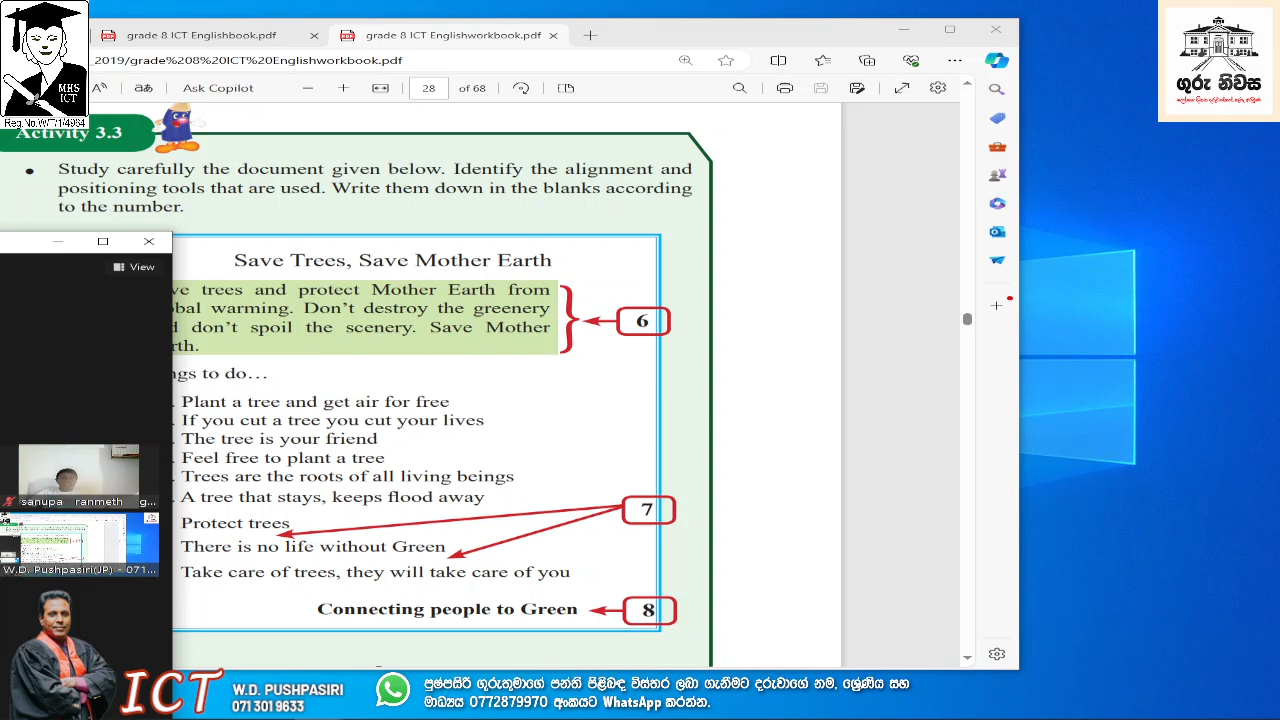 MHS
ICT
Reg.No.W/71/4984
grade 8 ICT Englishbook.pdf
grade 8 ICT Englishworkbook.pdf
_2019/grade%208%20ICT%20Englishworkbook.pdf
Ask Copilot
28 of 68
ගුරු නිවස
Activity 3.3
• Study carefully the document given below. Identify the alignment and
positioning tools that are used. Write them down in the blanks according
to the number.
View
Save Trees, Save Mother Earth
ve trees and protect Mother Earth from
obal warming. Don't destroy the greenery
d don't spoil the scenery. Save Mother
rth.
6
ngs to do…
. Plant a tree and get air for free
. If you cut a tree you cut your lives
. The tree is your friend
. Feel free to plant a tree
. Trees are the roots of all living beings
. A tree that stays, keeps flood away
7
Protect trees
There is no life without Green
Take care of trees, they will take care of you
Connecting people to Green
8
sanupa ranmeth g...
W.D. Pushpasiri(JP) - 071...
ICT
W.D. PUSHPASIRI
071 301 9633
පුෂ්පසිරි ගුරුතුමාගේ පන්ති පිළිබඳ විස්තර ලබා ගැනීමට දරුවාගේ නම, ශ්‍රේණිය සහ
මාධ්‍යය 0772879970 අංකයට WhatsApp කරන්න.